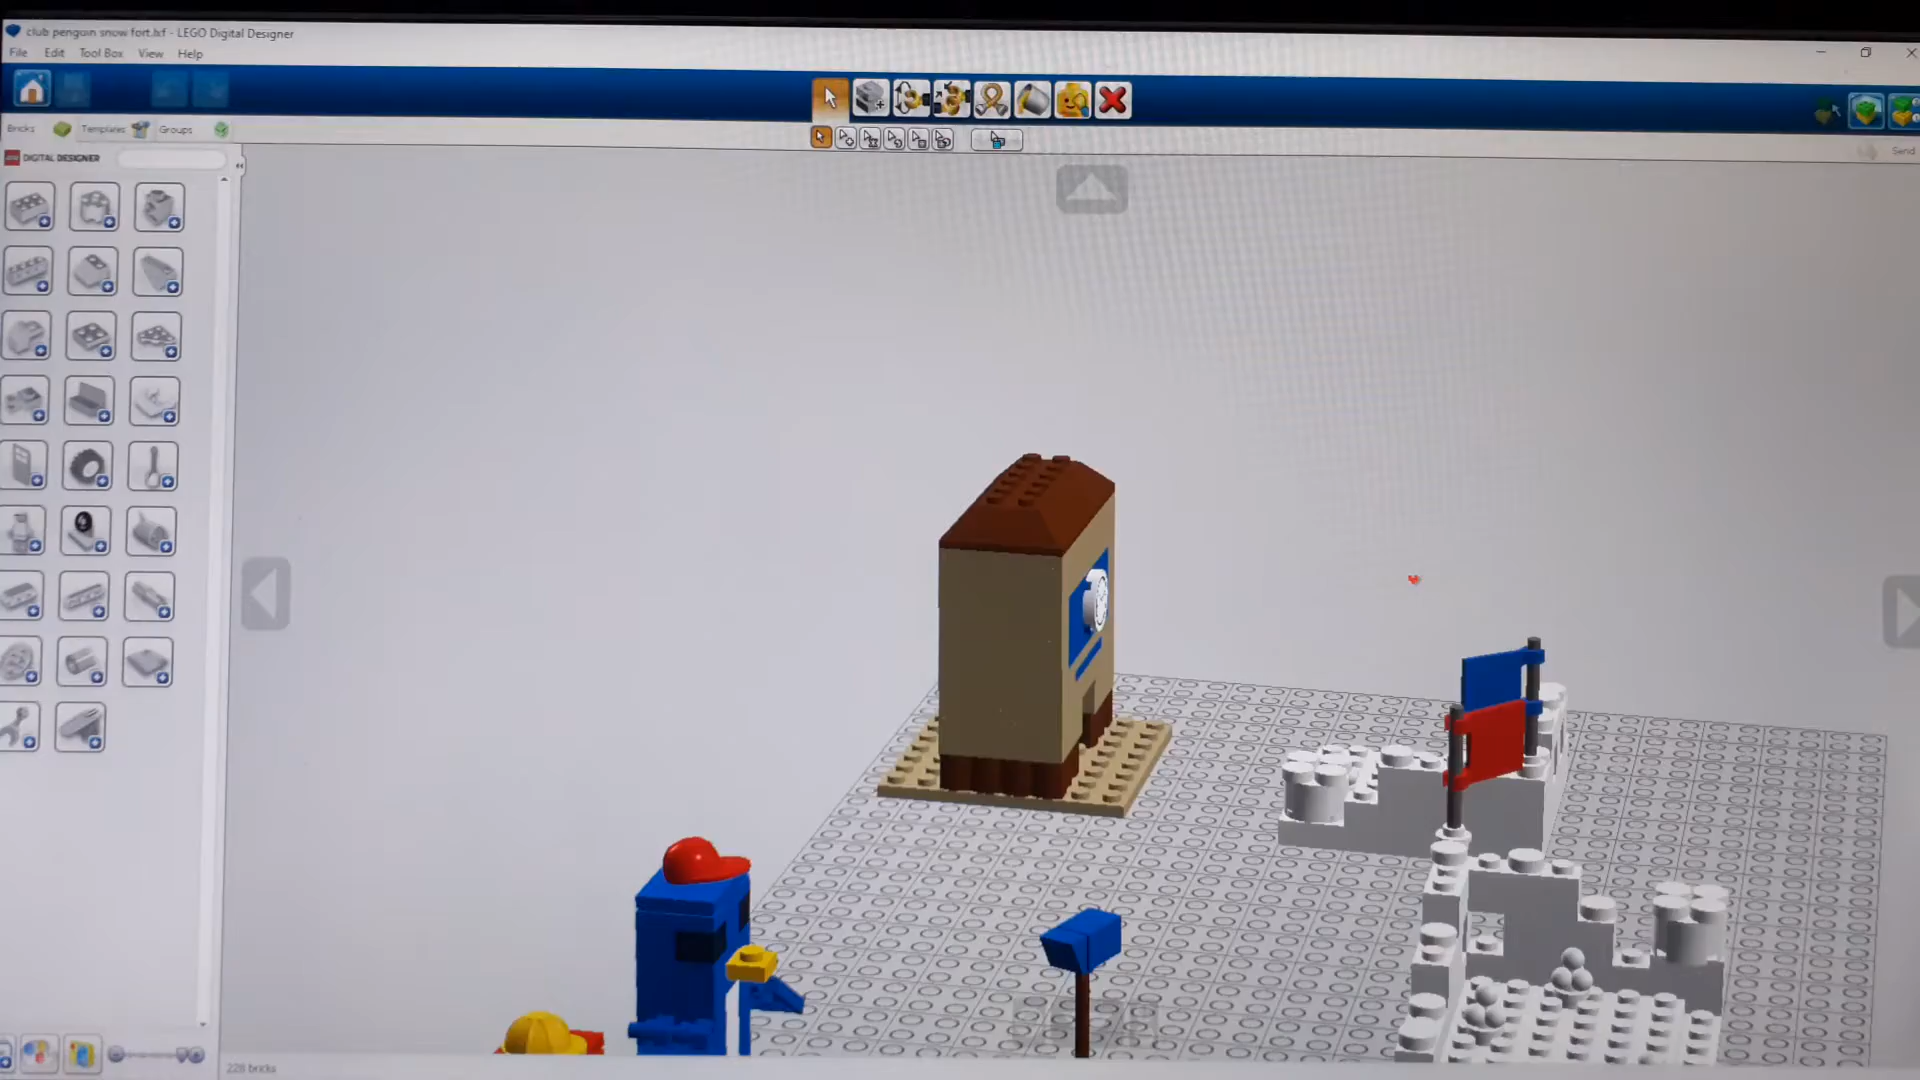 club penguin snow fort.lxf - LEGO Digital Designer
File Edit Tool Box View Help
Bricks Templates Groups
DIGITAL DESIGNER
Send
228 bricks